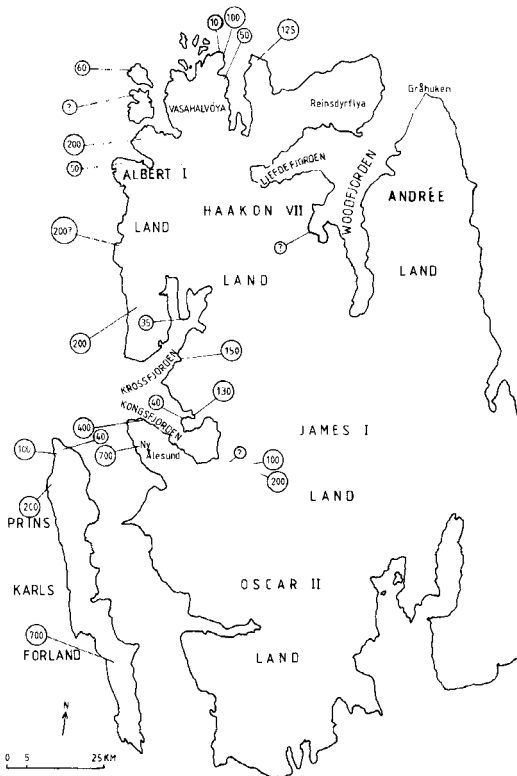 10
100
50
125
60
?
VASAHALVØYA
Reinsdyrflya
Gråhuken
200
50
ALBERT I
LIEFDEFJORDEN
WOODFJORDEN
ANDRÉE
HAAKON VII
200?
LAND
?
LAND
LAND
35
200
150
KROSSFJORDEN
40
130
KONGSFJORDEN
400
40
100
700
Ny
Ålesund
JAMES I
?
100
200
200
LAND
PRINS
OSCAR II
KARLS
700
FORLAND
LAND
N
0 5 25 KM